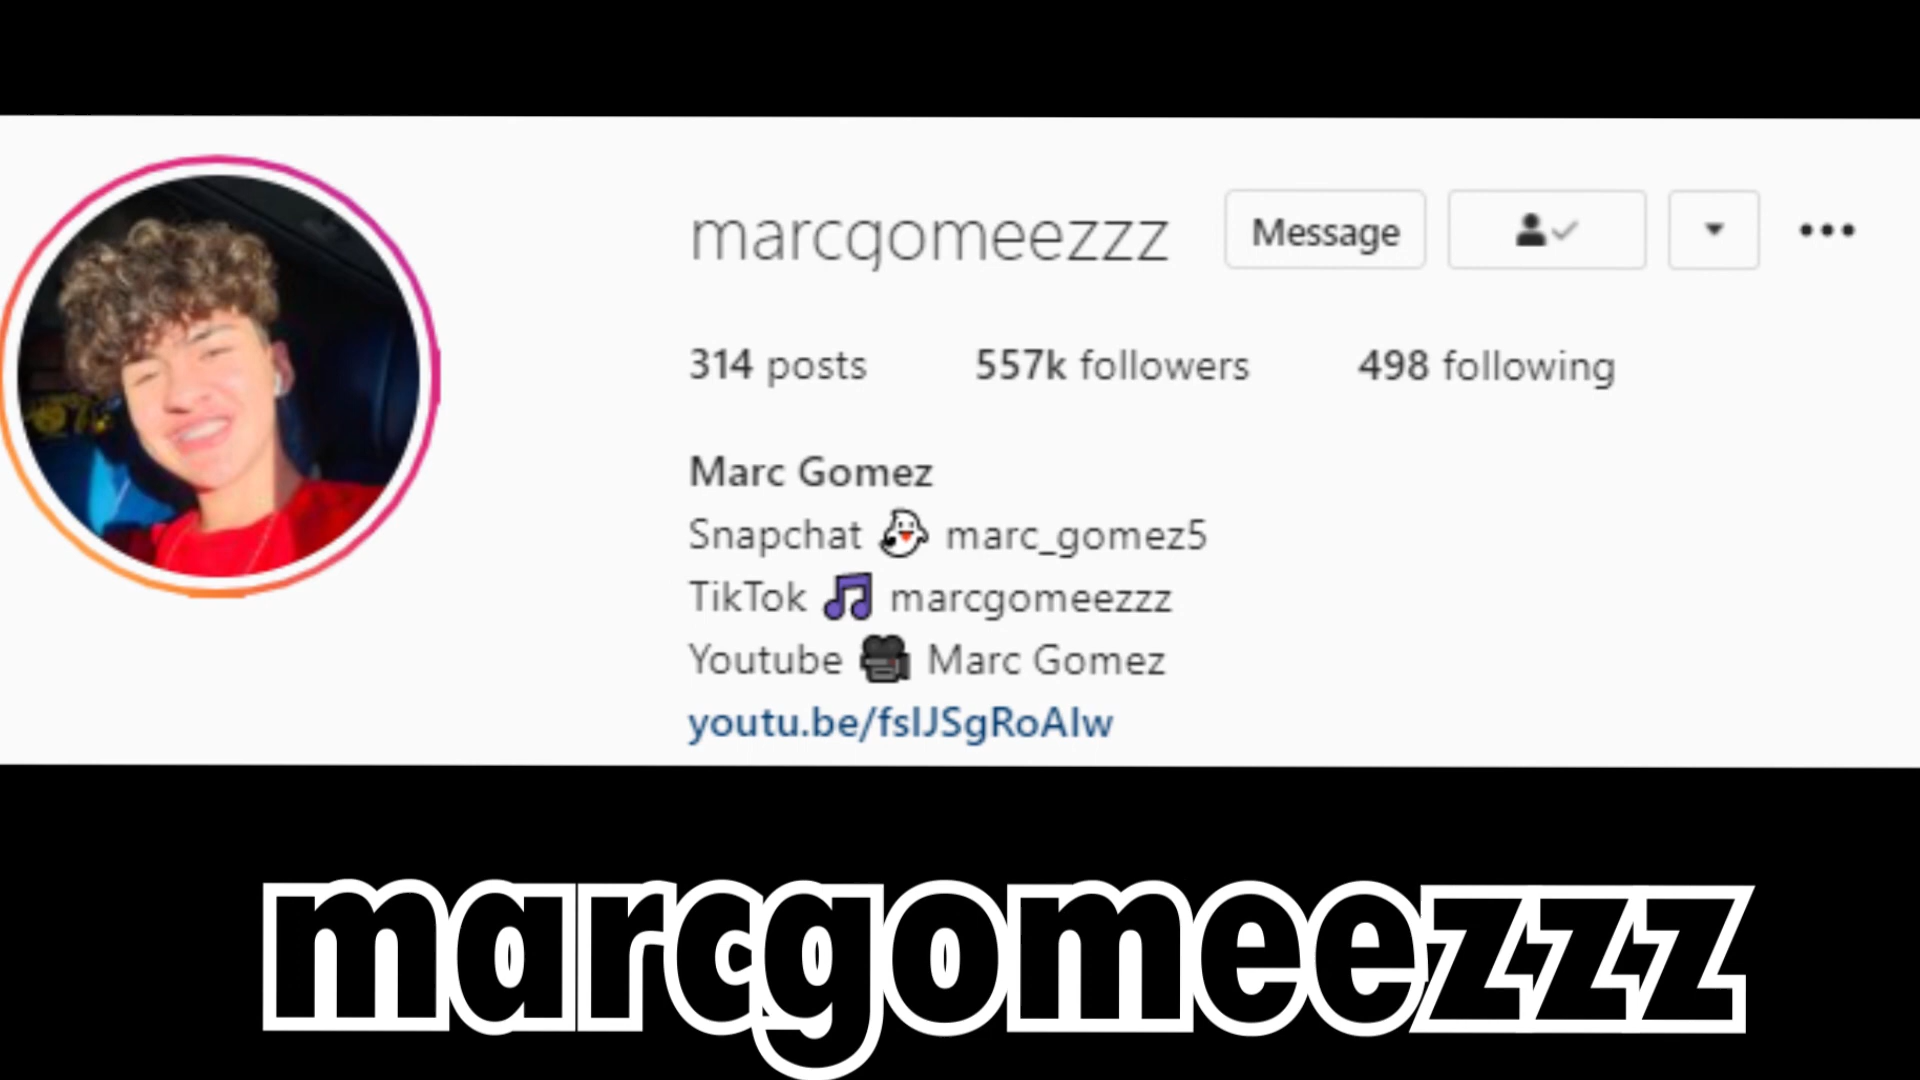 marcgomeezzz Message
314 posts 557k followers 498 following
Marc Gomez
Snapchat 👻 marc_gomez5
TikTok 🎵 marcgomeezzz
Youtube 🎥 Marc Gomez
youtu.be/fslJSgRoAlw
marcgomeezzz